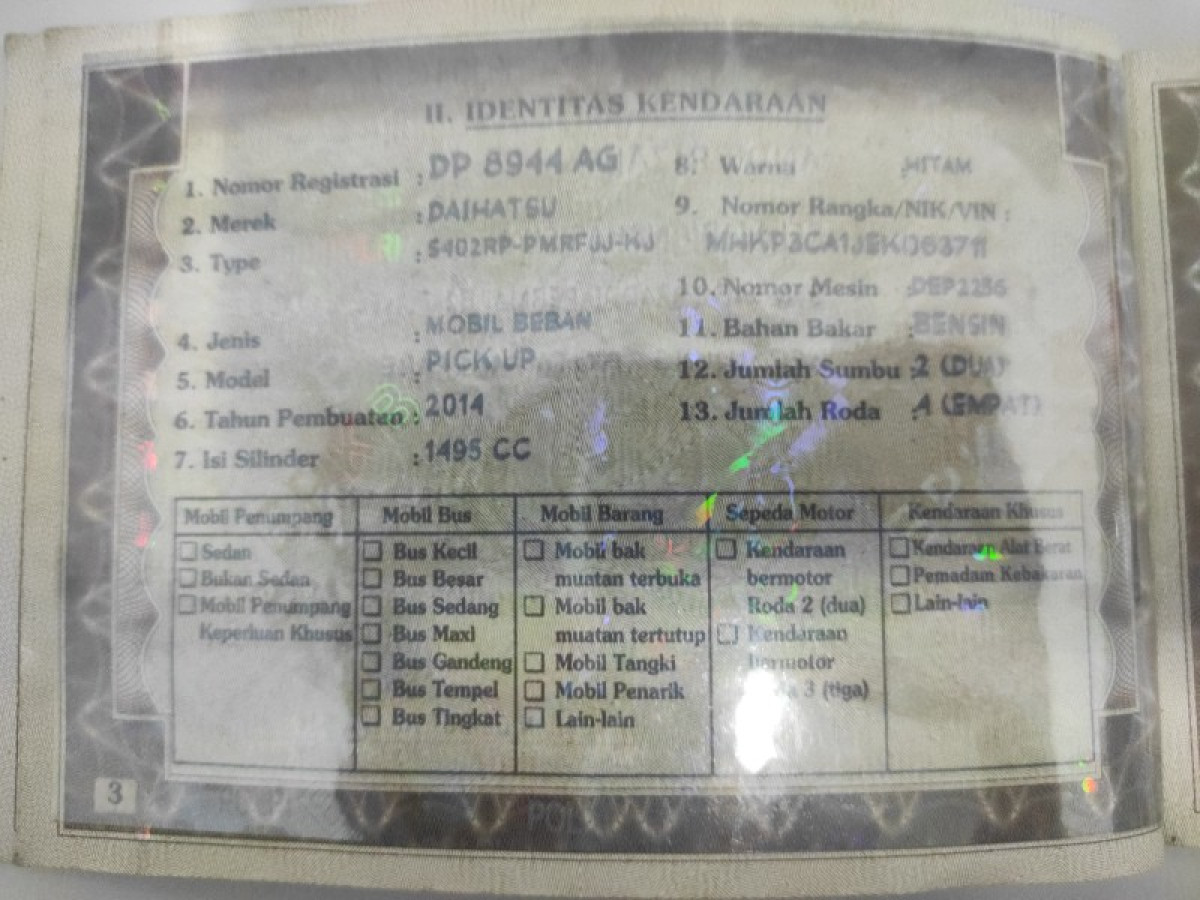 II. IDENTITAS KENDARAAN
1. Nomor Registrasi : DP 8944 AG
2. Merek : DAIHATSU
3. Type : S402RP-PMRFJJ-KJ
4. Jenis : MOBIL BEBAN
5. Model : PICK UP
6. Tahun Pembuatan : 2014
7. Isi Silinder : 1495 CC
8. Warna : HITAM
9. Nomor Rangka/NIK/VIN :
MHKP3CA1JEK063711
10. Nomor Mesin :
11. Bahan Bakar : BENSIN
12. Jumlah Sumbu : 2 (DUA)
13. Jumlah Roda : 4 (EMPAT)
Mobil Penumpang
Sedan
Bukan Sedan
Mobil Penumpang
Keperluan Khusus
Mobil Bus
Bus Kecil
Bus Besar
Bus Sedang
Bus Maxi
Bus Gandeng
Bus Tempel
Bus Tingkat
Mobil Barang
Mobil bak
muatan terbuka
Mobil bak
muatan tertutup
Mobil Tangki
Mobil Penarik
Lain-lain
Sepeda Motor
Kendaraan
bermotor
Roda 2 (dua)
Kendaraan
bermotor
3 (tiga)
Kendaraan Khusus
Kendaraan Alat Berat
Pemadam Kebakaran
Lain-lain
3